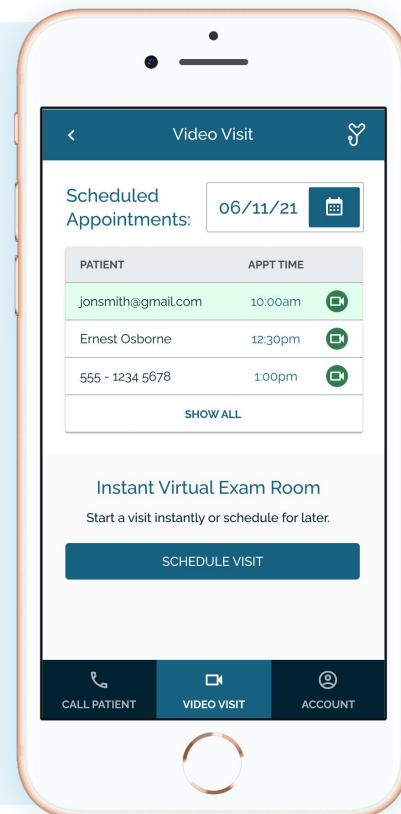 Video Visit
Scheduled
Appointments:
06/11/21
PATIENT APPT TIME
jonsmith@gmail.com 10:00am
Ernest Osborne 12:30pm
555 - 1234 5678 1:00pm
SHOW ALL
Instant Virtual Exam Room
Start a visit instantly or schedule for later.
SCHEDULE VISIT
CALL PATIENT VIDEO VISIT ACCOUNT